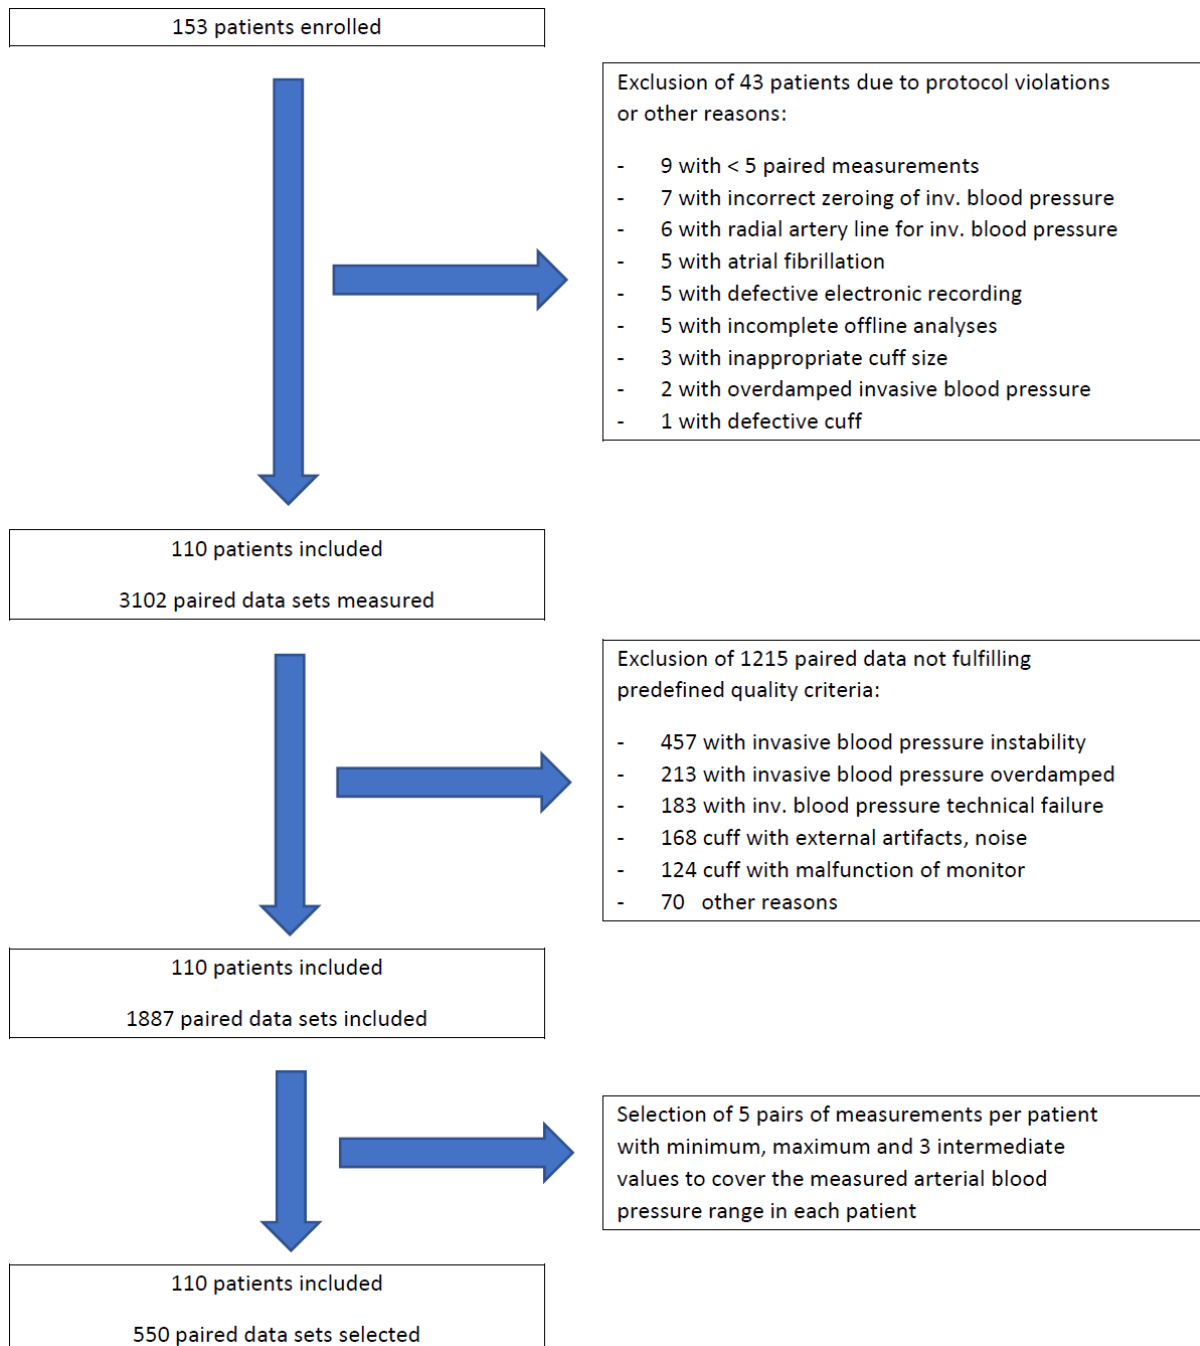 153 patients enrolled
Exclusion of 43 patients due to protocol violations
or other reasons:
- 9 with < 5 paired measurements
- 7 with incorrect zeroing of inv. blood pressure
- 6 with radial artery line for inv. blood pressure
- 5 with atrial fibrillation
- 5 with defective electronic recording
- 5 with incomplete offline analyses
- 3 with inappropriate cuff size
- 2 with overdamped invasive blood pressure
- 1 with defective cuff
110 patients included
3102 paired data sets measured
Exclusion of 1215 paired data not fulfilling
predefined quality criteria:
- 457 with invasive blood pressure instability
- 213 with invasive blood pressure overdamped
- 183 with inv. blood pressure technical failure
- 168 cuff with external artifacts, noise
- 124 cuff with malfunction of monitor
- 70 other reasons
110 patients included
1887 paired data sets included
Selection of 5 pairs of measurements per patient
with minimum, maximum and 3 intermediate
values to cover the measured arterial blood
pressure range in each patient
110 patients included
550 paired data sets selected